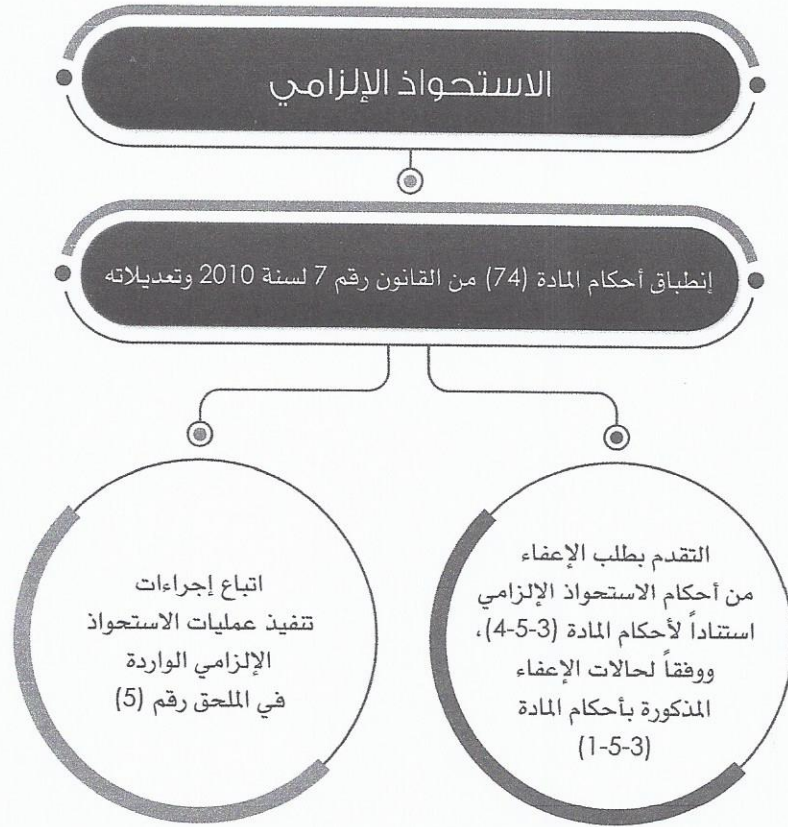 الاستحواذ الإلزامي
إنطباق أحكام المادة (74) من القانون رقم 7 لسنة 2010 وتعديلاته
التقدم بطلب الإعفاء
من أحكام الاستحواذ الإلزامي
استناداً لأحكام المادة (3-5-4)،
ووفقاً لحالات الإعفاء
المذكورة بأحكام المادة
(3-5-1)
اتباع إجراءات
تنفيذ عمليات الاستحواذ
الإلزامي الواردة
في الملحق رقم (5)